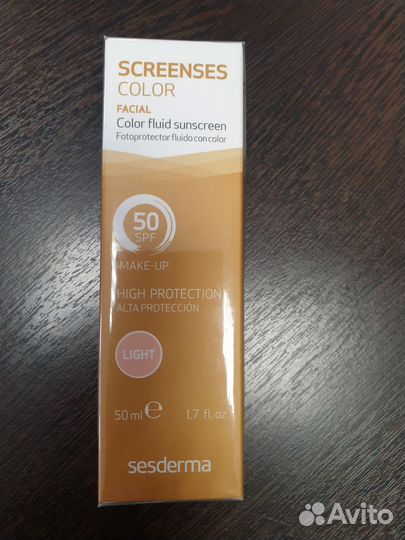 SCREENSES
COLOR
FACIAL
Color fluid sunscreen
Fotoprotector fluido con color
50
SPF
MAKE-UP
HIGH PROTECTION
ALTA PROTECCIÓN
LIGHT
50 ml ℮ 1.7 fl. oz
sesderma
Avito